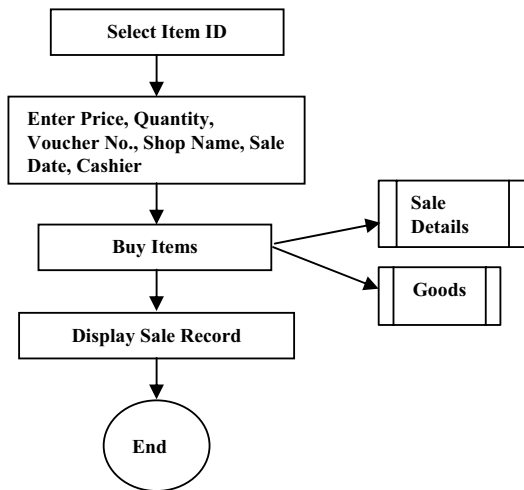 Select Item ID
Enter Price, Quantity,
Voucher No., Shop Name, Sale
Date, Cashier
Buy Items
Sale
Details
Goods
Display Sale Record
End